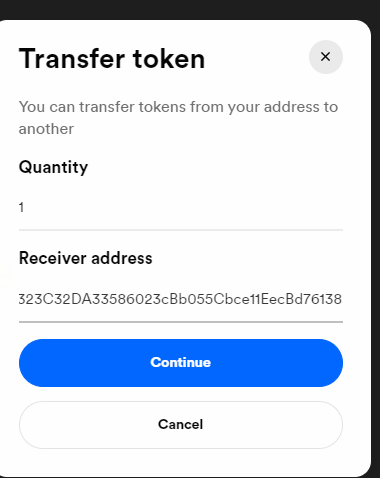 Transfer token
You can transfer tokens from your address to
another
Quantity
1
Receiver address
323C32DA33586023cBb055Cbce11EecBd76138
Continue
Cancel